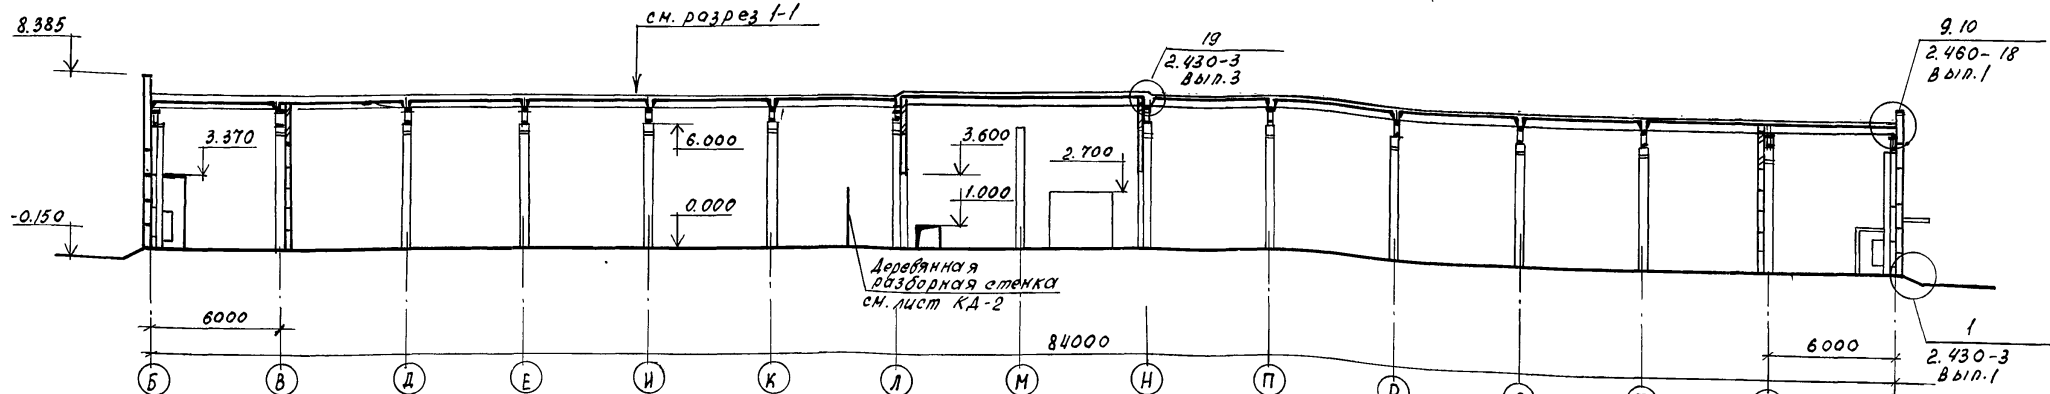 8.385
см. разрез 1-1
19
2.430-3
Вып.3
9.10
2.460-18
Вып.1
3.370
6.000
3.600
2.700
1.000
-0.150
0.000
Деревянная
разборная стенка
см. лист КД-2
6000
84000
6000
1
2.430-3
Вып.1
Б В Д Е И К Л М Н П Р